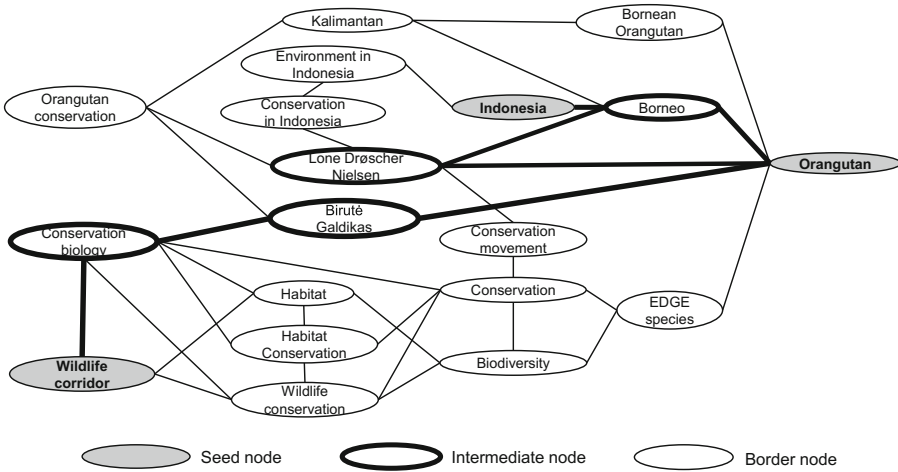 Kalimantan
Bornean
Orangutan
Environment in
Indonesia
Orangutan
conservation
Conservation
in Indonesia
Indonesia
Borneo
Lone Drøscher
Nielsen
Orangutan
Birutė
Galdikas
Conservation
biology
Conservation
movement
Habitat
Conservation
EDGE
species
Habitat
Conservation
Biodiversity
Wildlife
corridor
Wildlife
conservation
Seed node
Intermediate node
Border node